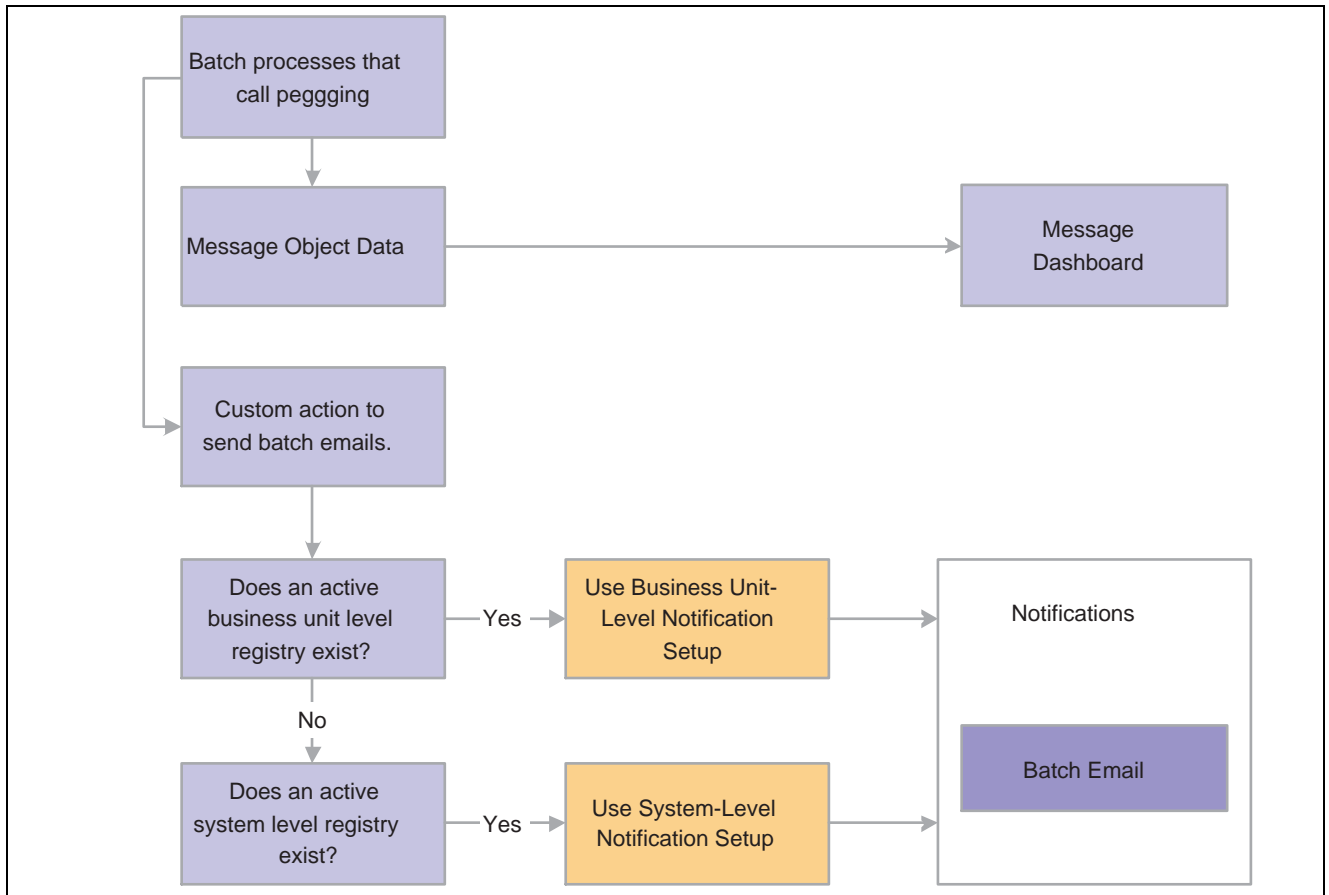 Batch processes that
call peggging
Message Object Data
Message
Dashboard
Custom action to
send batch emails.
Does an active
business unit level
registry exist?
Yes
Use Business Unit-
Level Notification
Setup
Notifications
No
Batch Email
Does an active
system level registry
exist?
Yes
Use System-Level
Notification Setup